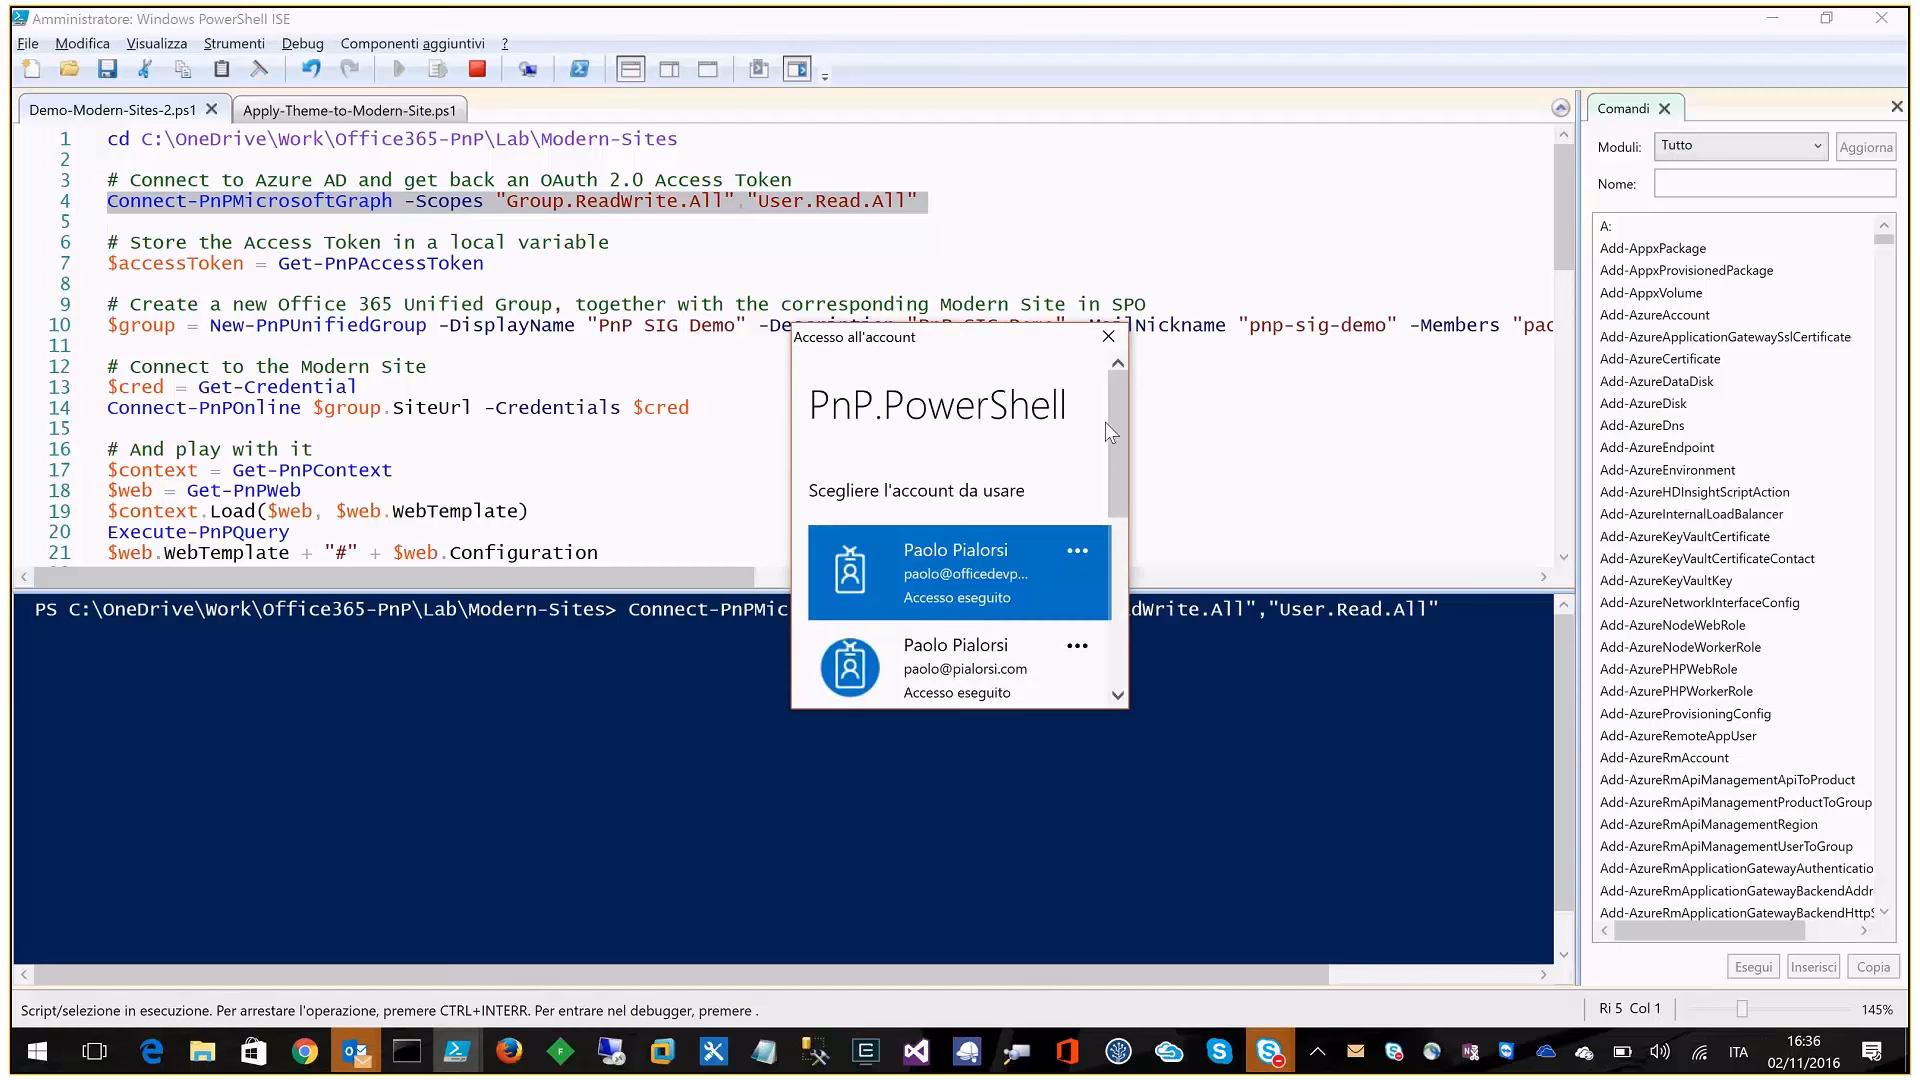 Amministratore: Windows PowerShell ISE
File Modifica Visualizza Strumenti Debug Componenti aggiuntivi ?
Demo-Modern-Sites-2.ps1
Apply-Theme-to-Modern-Site.ps1
1 cd C:\OneDrive\Work\Office365-PnP\Lab\Modern-Sites
2
3 # Connect to Azure AD and get back an OAuth 2.0 Access Token
4 Connect-PnPMicrosoftGraph -Scopes "Group.ReadWrite.All","User.Read.All"
5
6 # Store the Access Token in a local variable
7 $accessToken = Get-PnPAccessToken
8
9 # Create a new Office 365 Unified Group, together with the corresponding Modern Site in SPO
10 $group = New-PnPUnifiedGroup -DisplayName "PnP SIG Demo" -Description "PnP SIG Demo" -MailNickname "pnp-sig-demo" -Members "pao
11
12 # Connect to the Modern Site
13 $cred = Get-Credential
14 Connect-PnPOnline $group.SiteUrl -Credentials $cred
15
16 # And play with it
17 $context = Get-PnPContext
18 $web = Get-PnPWeb
19 $context.Load($web, $web.WebTemplate)
20 Execute-PnPQuery
21 $web.WebTemplate + "#" + $web.Configuration
Accesso all'account
PnP.PowerShell
Scegliere l'account da usare
Paolo Pialorsi
paolo@officedevp...
Accesso eseguito
Paolo Pialorsi
paolo@pialorsi.com
Accesso eseguito
PS C:\OneDrive\Work\Office365-PnP\Lab\Modern-Sites> Connect-PnPMic dWrite.All","User.Read.All"
Comandi
Moduli: Tutto Aggiorna
Nome:
A:
Add-AppxPackage
Add-AppxProvisionedPackage
Add-AppxVolume
Add-AzureAccount
Add-AzureApplicationGatewaySslCertificate
Add-AzureCertificate
Add-AzureDataDisk
Add-AzureDisk
Add-AzureDns
Add-AzureEndpoint
Add-AzureEnvironment
Add-AzureHDInsightScriptAction
Add-AzureInternalLoadBalancer
Add-AzureKeyVaultCertificate
Add-AzureKeyVaultCertificateContact
Add-AzureKeyVaultKey
Add-AzureNetworkInterfaceConfig
Add-AzureNodeWebRole
Add-AzureNodeWorkerRole
Add-AzurePHPWebRole
Add-AzurePHPWorkerRole
Add-AzureProvisioningConfig
Add-AzureRemoteAppUser
Add-AzureRmAccount
Add-AzureRmApiManagementApiToProduct
Add-AzureRmApiManagementProductToGroup
Add-AzureRmApiManagementRegion
Add-AzureRmApiManagementUserToGroup
Add-AzureRmApplicationGatewayAuthenticatio
Add-AzureRmApplicationGatewayBackendAddr
Add-AzureRmApplicationGatewayBackendHttpS
Esegui Inserisci Copia
Script/selezione in esecuzione. Per arrestare l'operazione, premere CTRL+INTERR. Per entrare nel debugger, premere .
Ri 5 Col 1
145%
ITA
16:36
02/11/2016